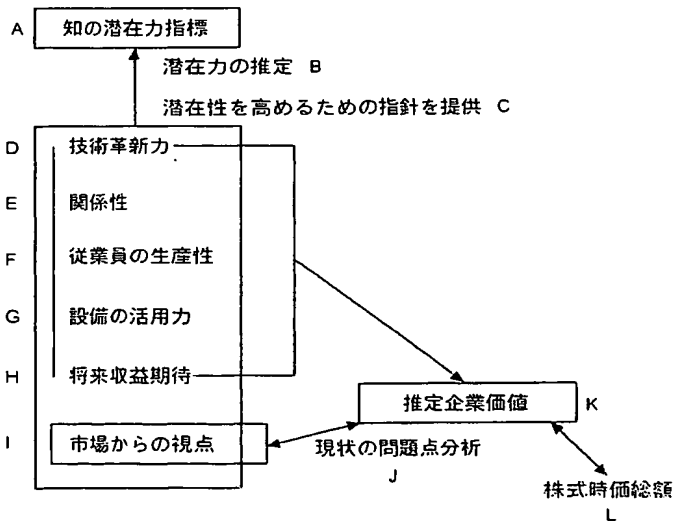 A 知の潜在力指標
潜在力の推定 B
潜在性を高めるための指針を提供 C
D 技術革新力
E 関係性
F 従業員の生産性
G 設備の活用力
H 将来収益期待
推定企業価値 K
I 市場からの視点
現状の問題点分析
J
株式時価総額
L